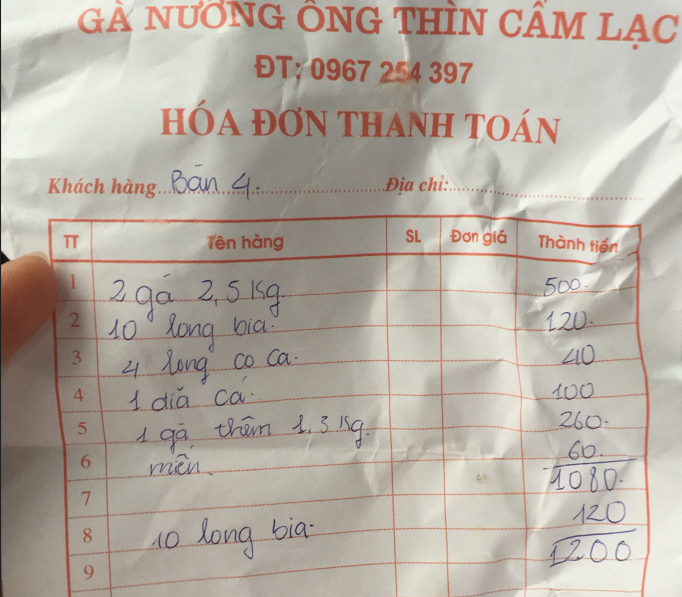 GÀ NƯỚNG ÔNG THÌN CẨM LẠC
ĐT: 0967 254 397
HÓA ĐƠN THANH TOÁN
Khách hàng...Bàn 4......Địa chỉ:......
TT Tên hàng SL Đơn giá Thành tiền
1 2 gà 2,5 kg. 500.
2 10 long bia. 120.
3 4 long co ca. 40
4 1 đĩa cá. 100
5 1 gà thêm 1,3 kg. 260.
6 miến. 60.
7 1080.
8 10 long bia. 120
9 1200